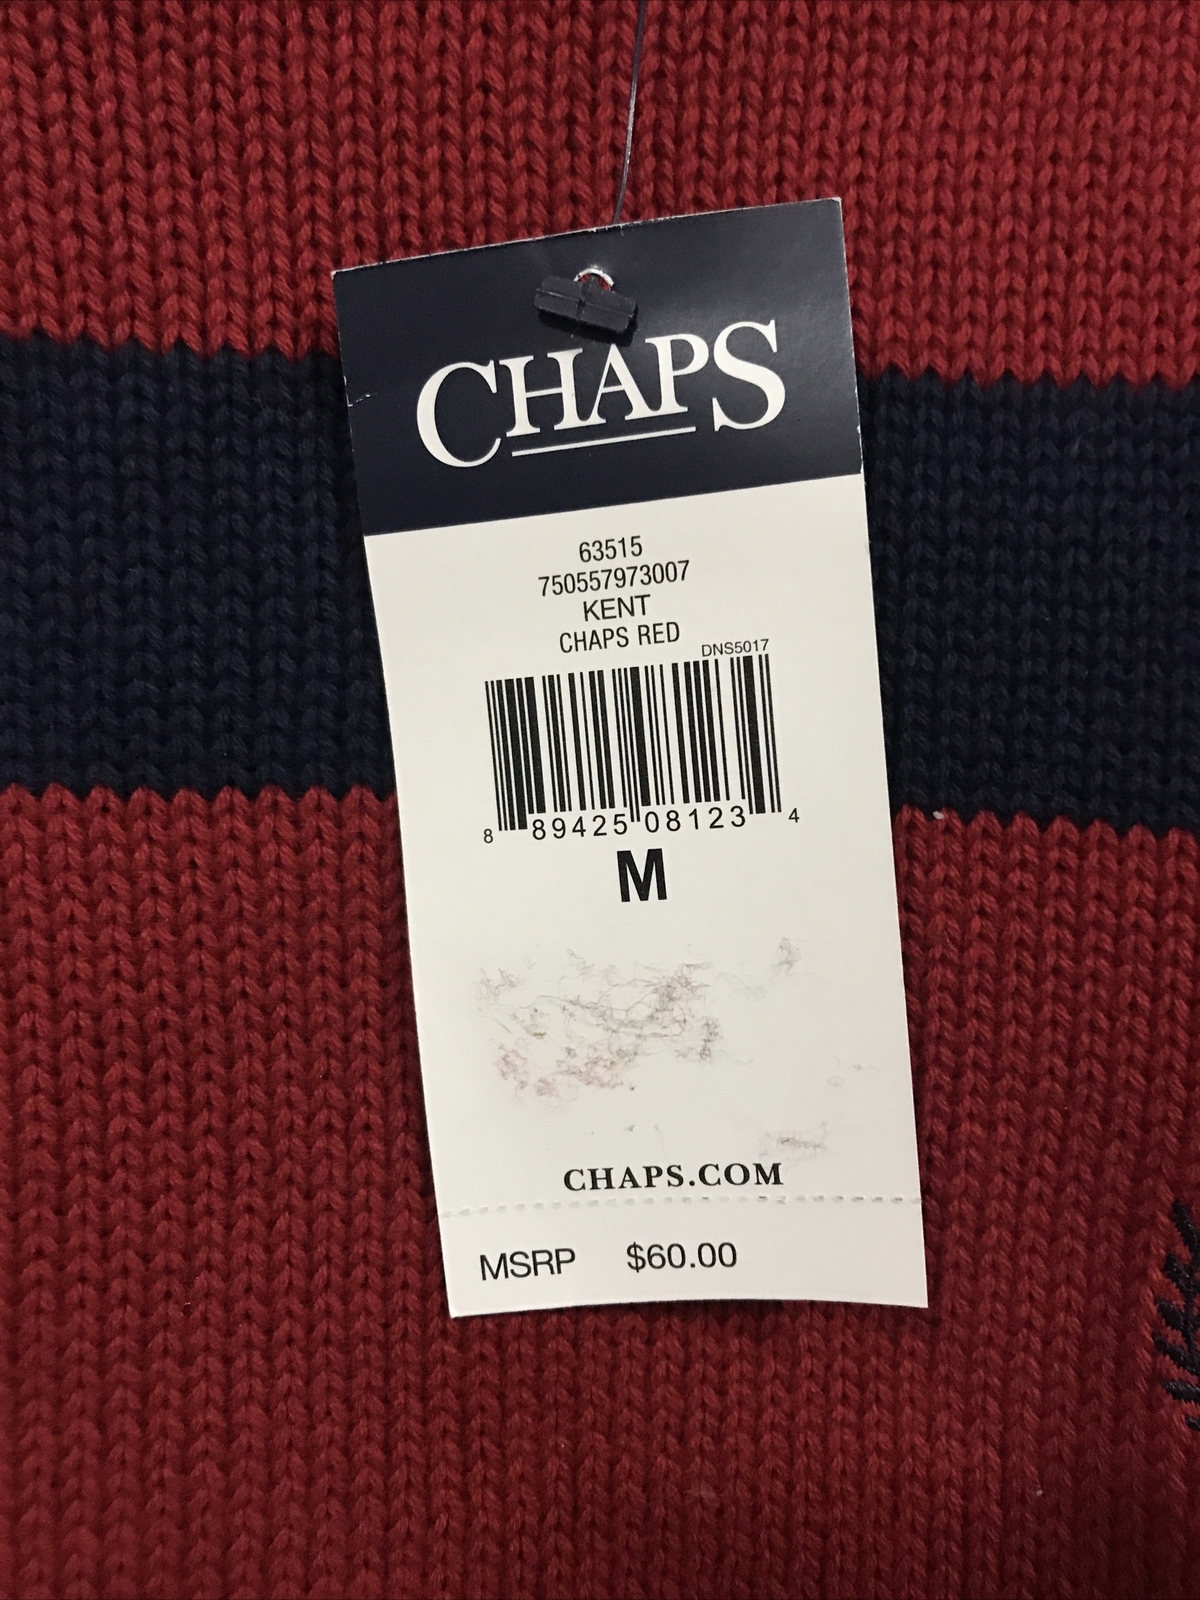 CHAPS
63515
750557973007
KENT
CHAPS RED
DNS5017
8 89425 08123 4
M
CHAPS.COM
MSRP $60.00